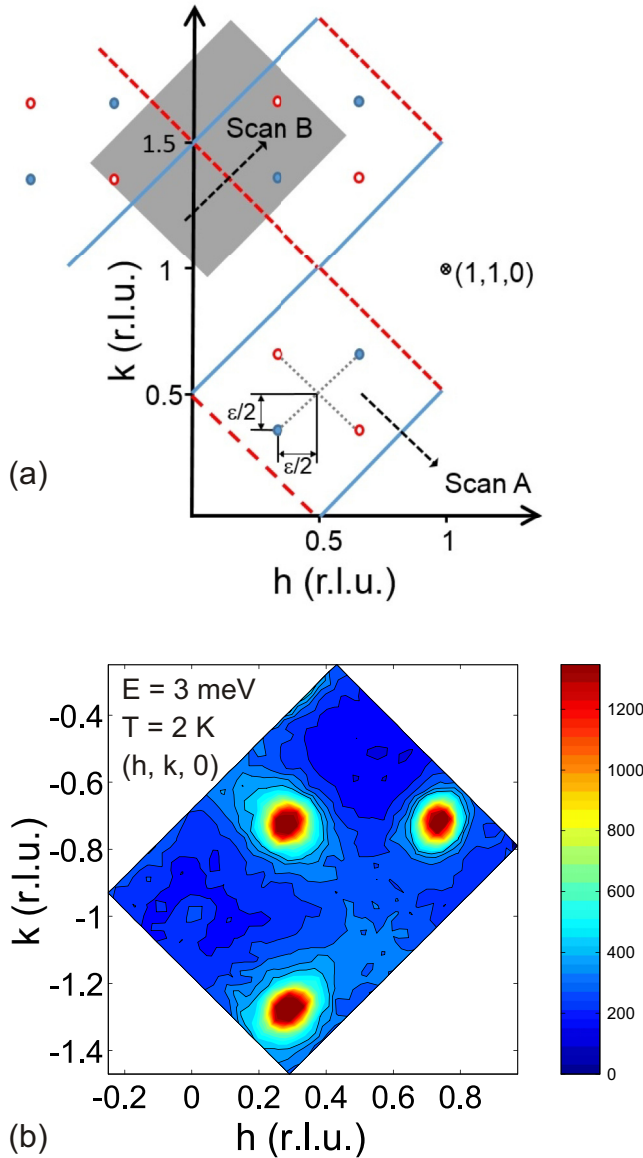 Scan B
1.5
1
(1,1,0)
k (r.l.u.)
0.5
ε/2
ε/2
Scan A
(a)
0.5
1
h (r.l.u.)
E = 3 meV
T = 2 K
(h, k, 0)
-0.4
-0.6
-0.8
-1
-1.2
-1.4
k (r.l.u.)
-0.2
0
0.2
0.4
0.6
0.8
h (r.l.u.)
(b)
1200
1000
800
600
400
200
0